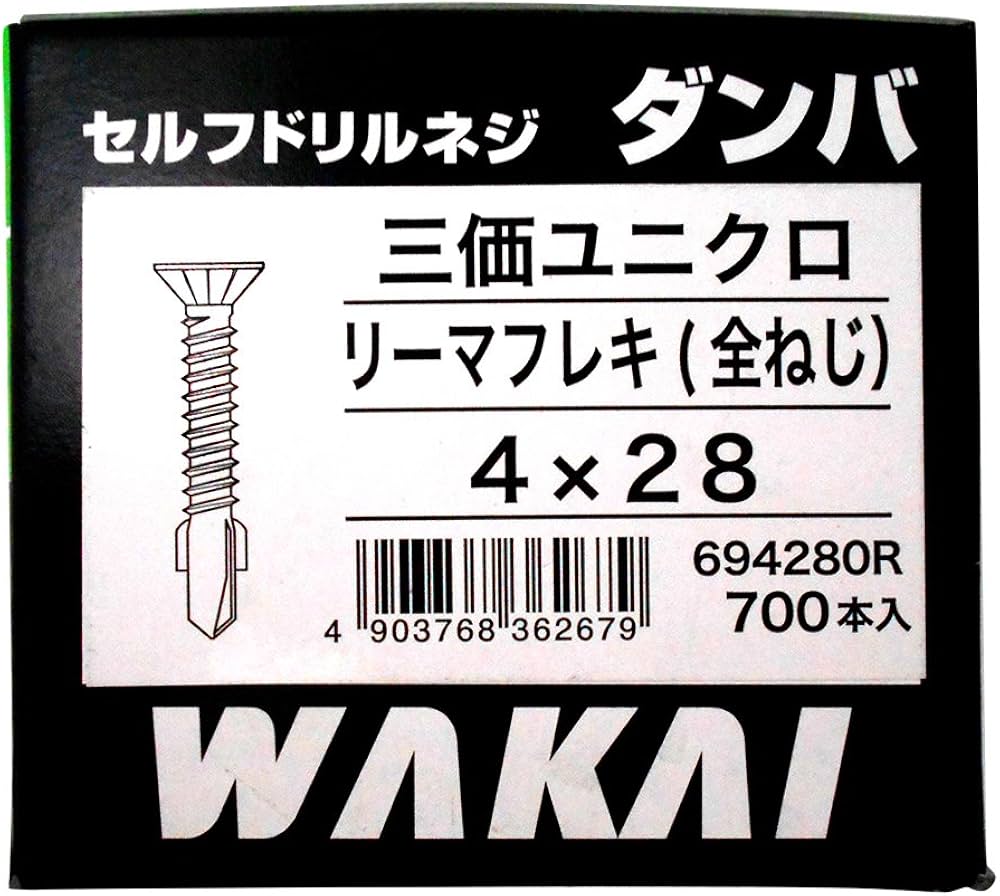 セルフドリルネジ ダンバ
三価ユニクロ
リーマフレキ(全ねじ)
4×28
694280R
700本入
4 903768 362679
WAKAI